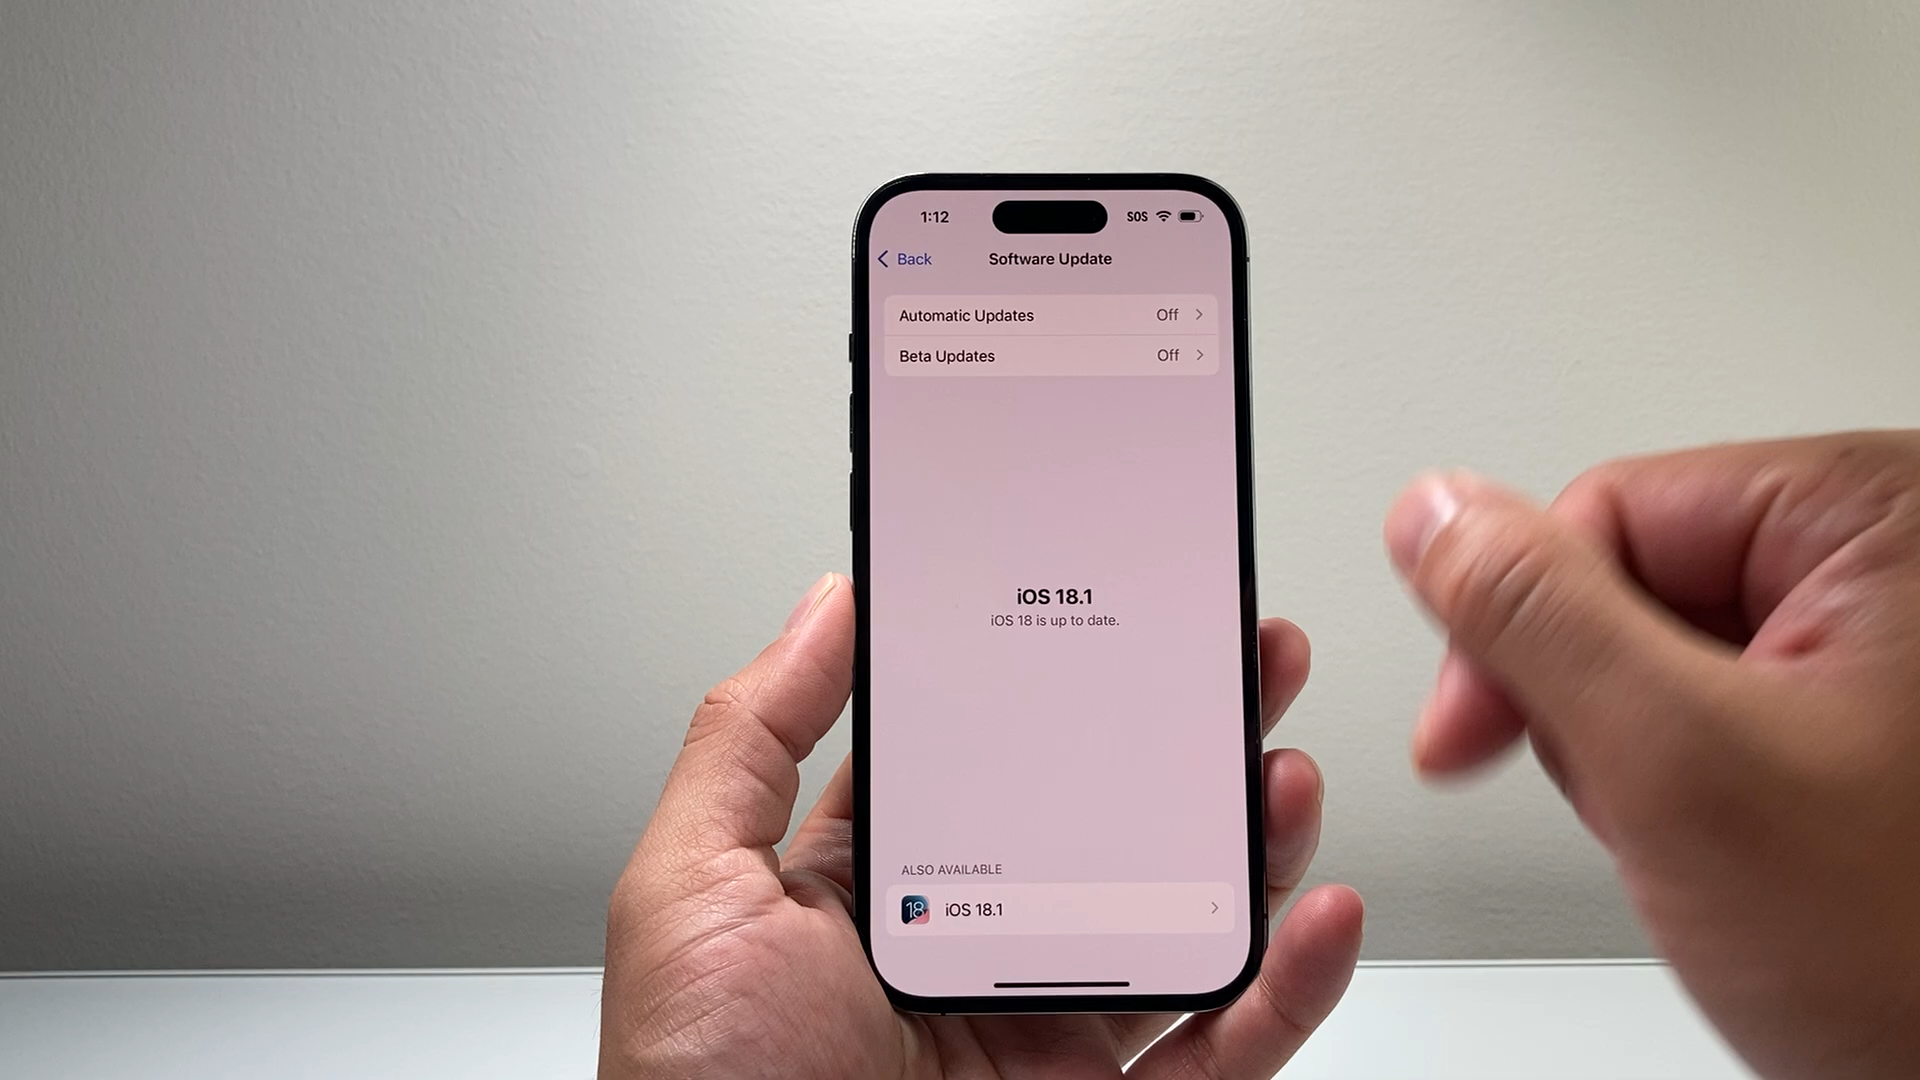 1:12 SOS
Back Software Update
Automatic Updates Off
Beta Updates Off
iOS 18.1
iOS 18 is up to date.
ALSO AVAILABLE
18 iOS 18.1